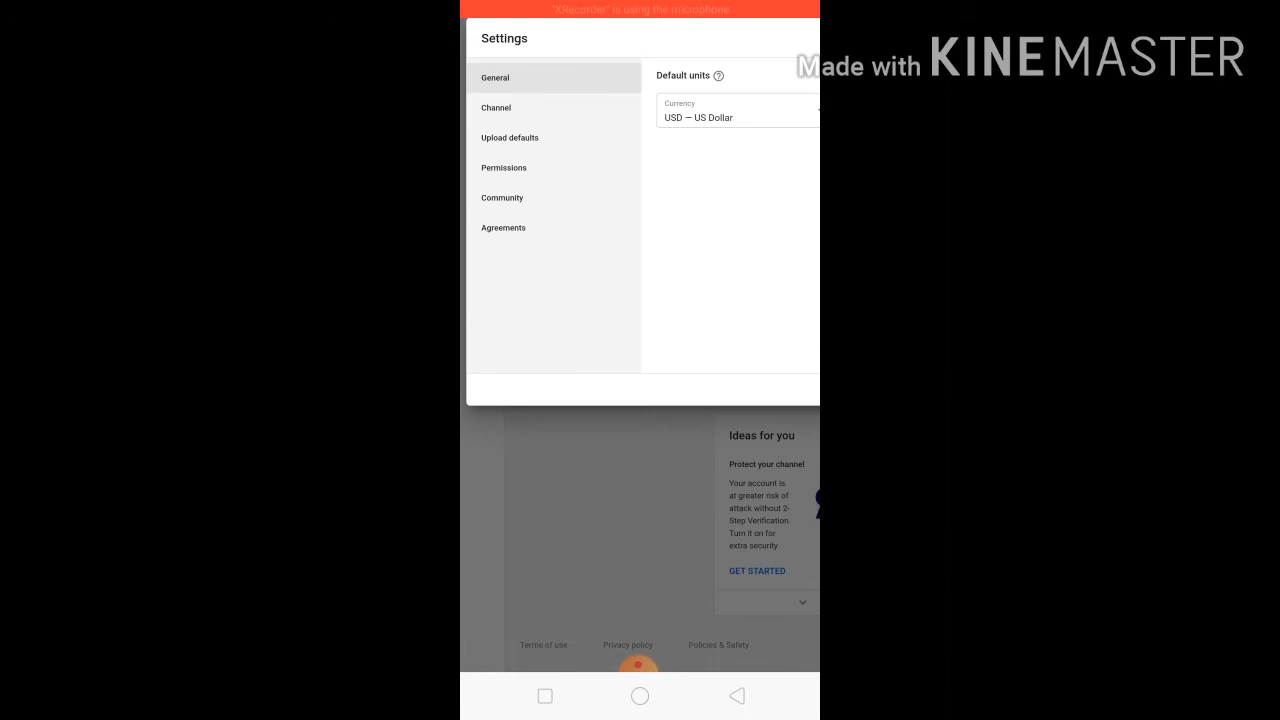 "XRecorder" is using the microphone
Settings
Made with KINEMASTER
General
Channel
Upload defaults
Permissions
Community
Agreements
Default units ?
Currency
USD — US Dollar
Ideas for you
Protect your channel
Your account is
at greater risk of
attack without 2-
Step Verification.
Turn it on for
extra security
GET STARTED
Terms of use
Privacy policy
Policies & Safety